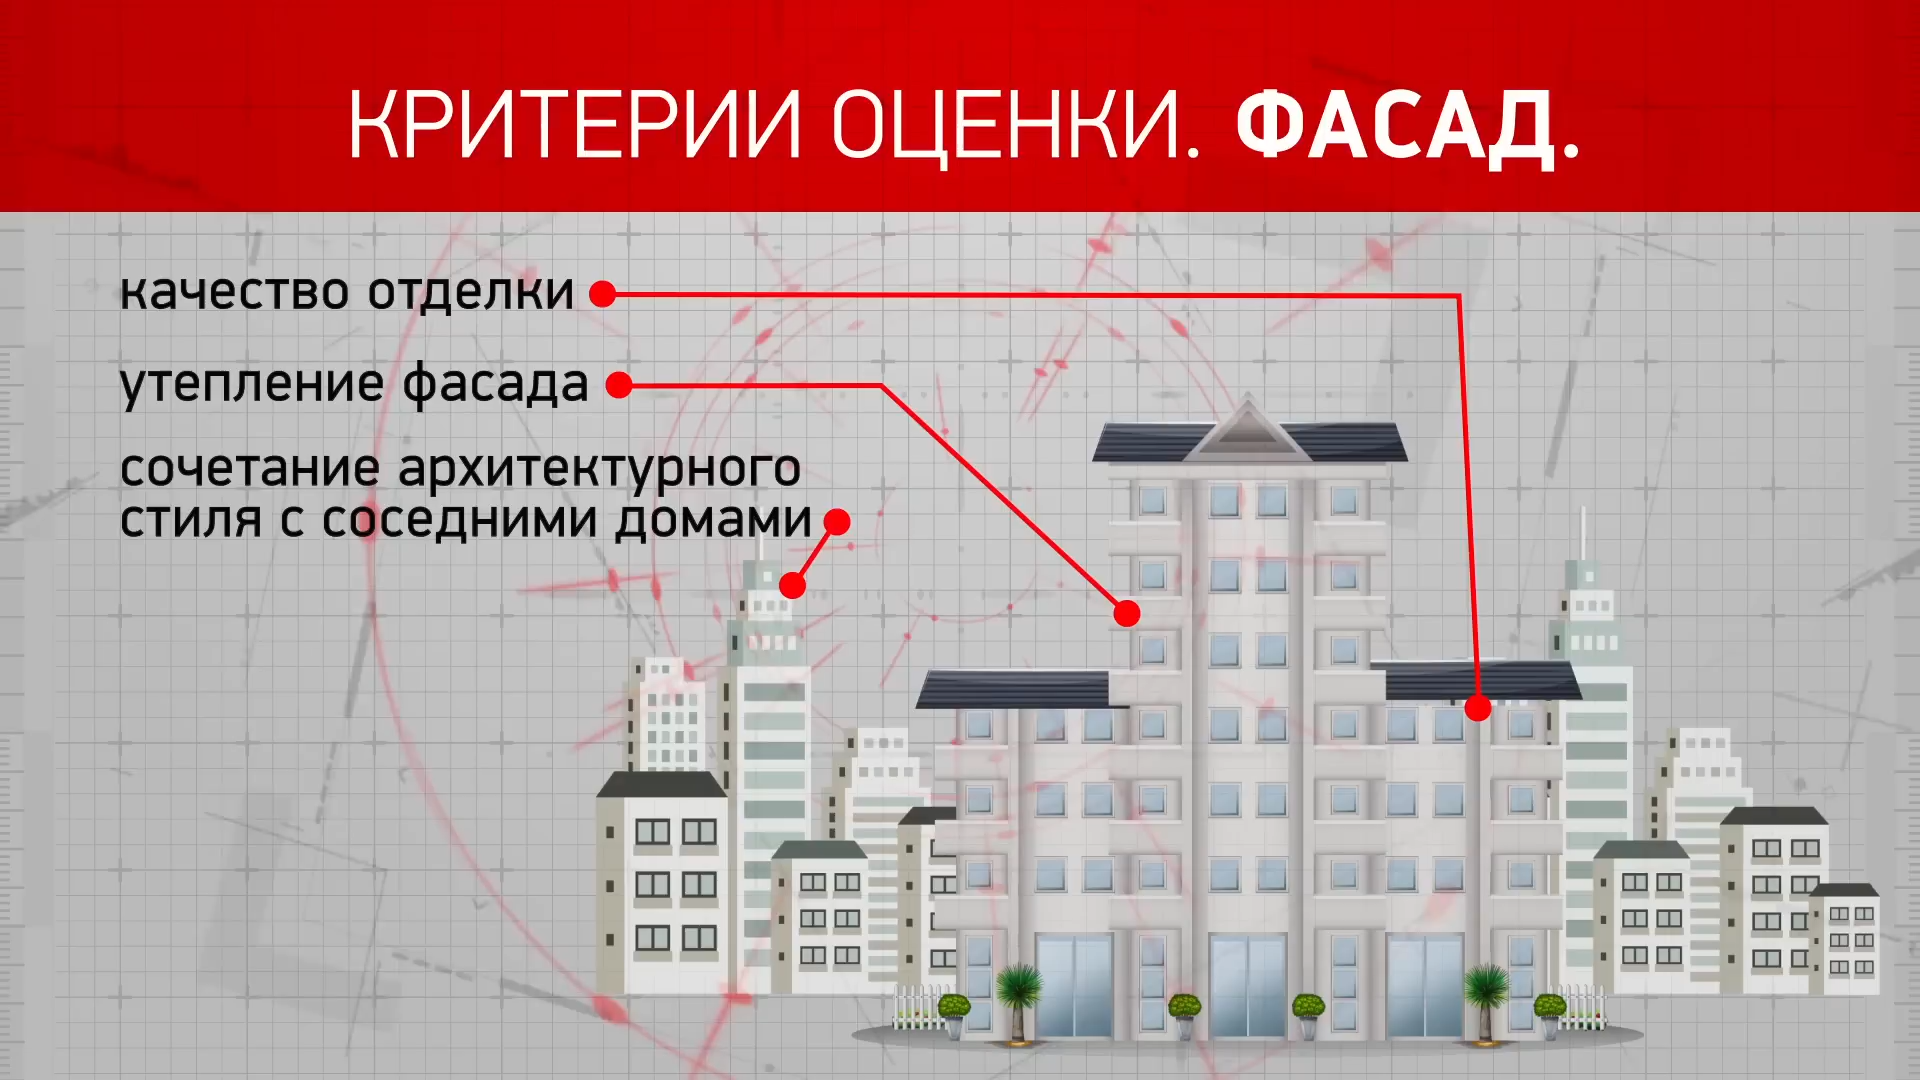 КРИТЕРИИ ОЦЕНКИ. ФАСАД.
качество отделки
утепление фасада
сочетание архитектурного
стиля с соседними домами